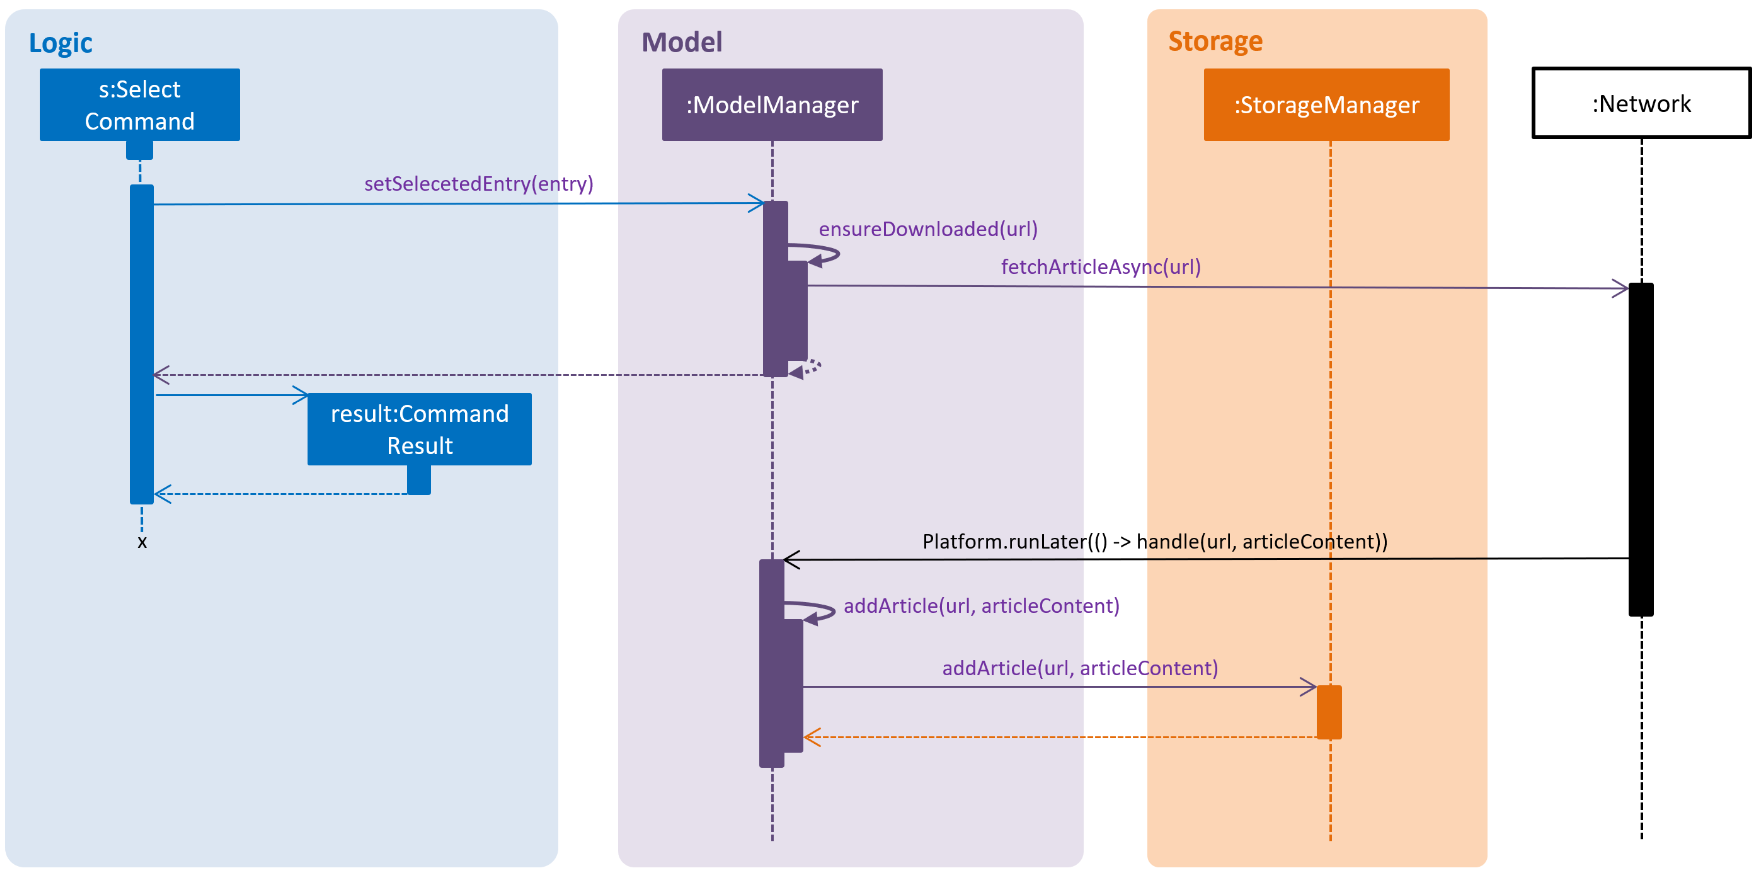 Logic
Model
Storage
s:Select
Command
:ModelManager
:StorageManager
:Network
setSelecetedEntry(entry)
ensureDownloaded(url)
fetchArticleAsync(url)
result:Command
Result
x
Platform.runLater(() -> handle(url, articleContent))
addArticle(url, articleContent)
addArticle(url, articleContent)